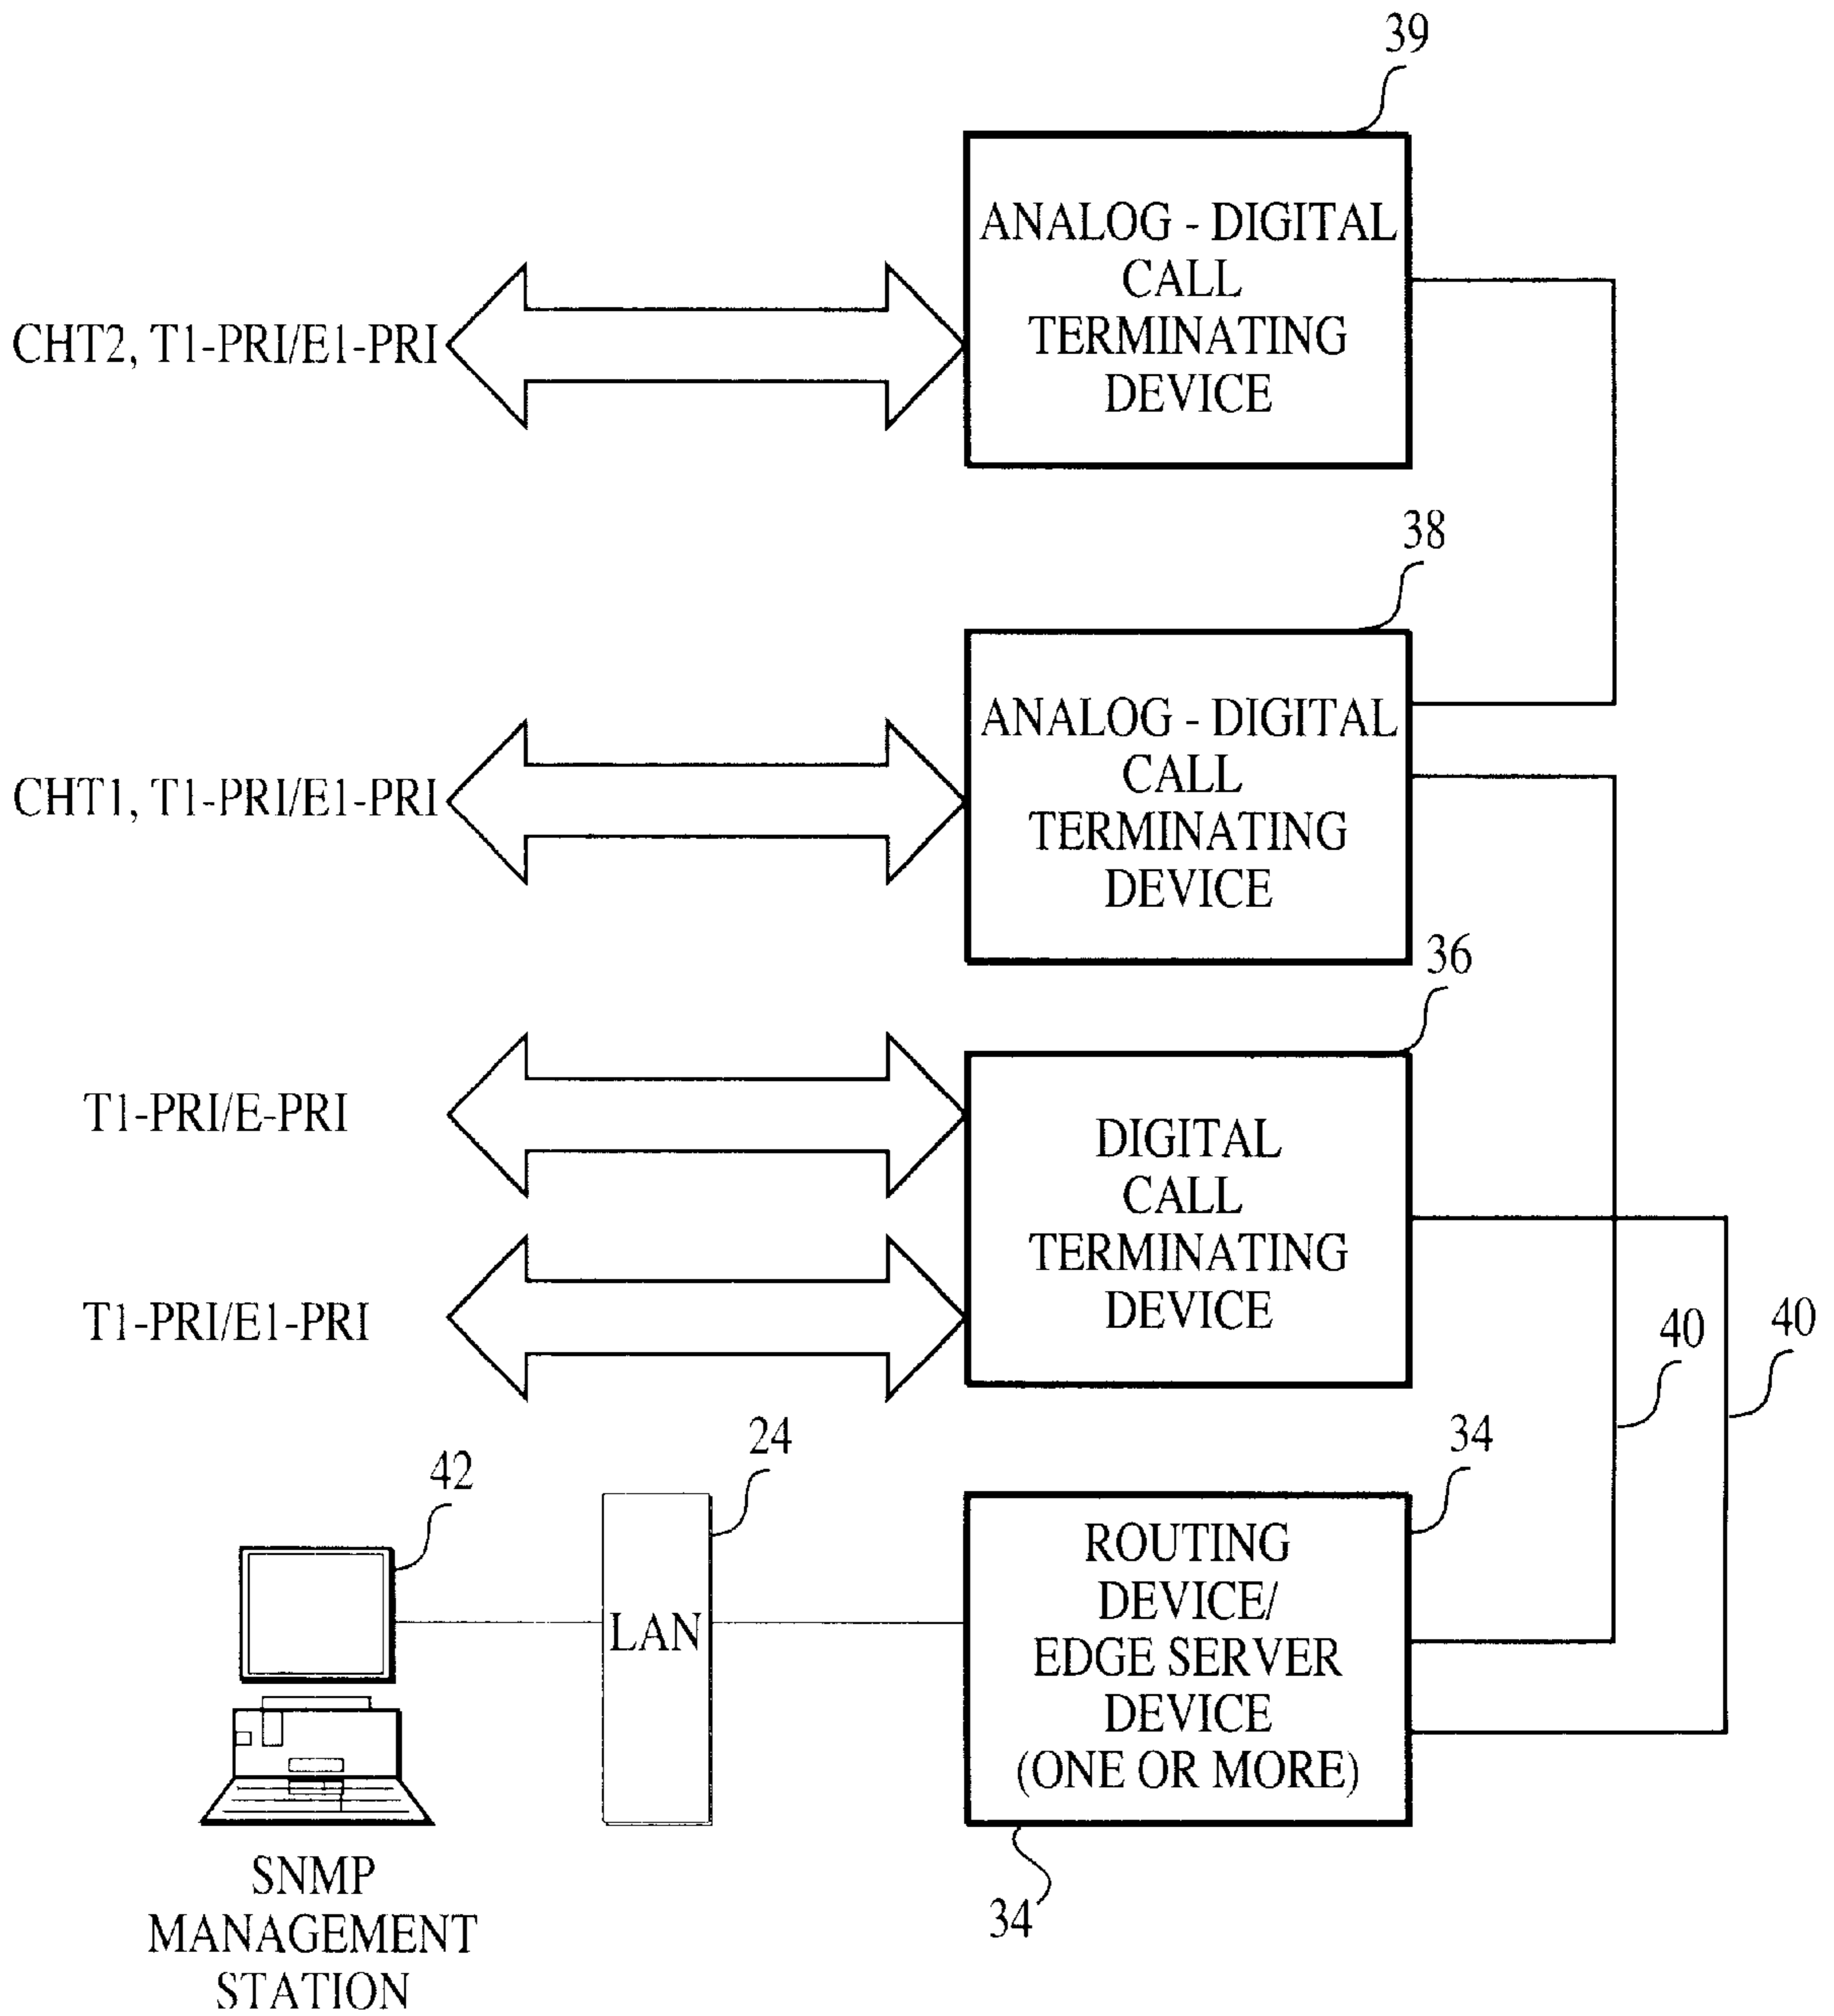 39
ANALOG - DIGITAL
CALL
TERMINATING
DEVICE
CHT2, T1-PRI/E1-PRI
38
ANALOG - DIGITAL
CALL
TERMINATING
DEVICE
CHT1, T1-PRI/E1-PRI
36
T1-PRI/E-PRI
DIGITAL
CALL
TERMINATING
DEVICE
T1-PRI/E1-PRI
40
40
42
24
34
LAN
ROUTING
DEVICE/
EDGE SERVER
DEVICE
(ONE OR MORE)
34
SNMP
MANAGEMENT
STATION